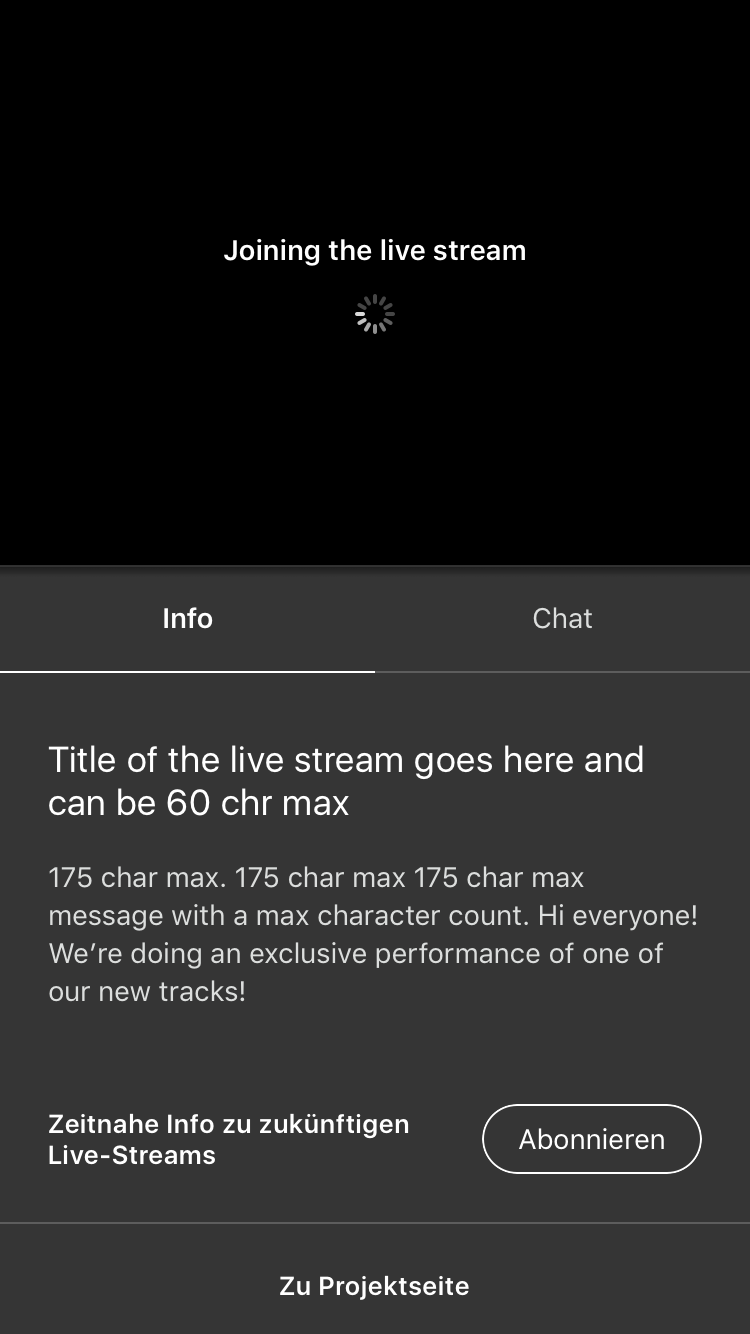 Joining the live stream
Info
Chat
Title of the live stream goes here and
can be 60 chr max
175 char max. 175 char max 175 char max
message with a max character count. Hi everyone!
We’re doing an exclusive performance of one of
our new tracks!
Zeitnahe Info zu zukünftigen
Live-Streams
Abonnieren
Zu Projektseite